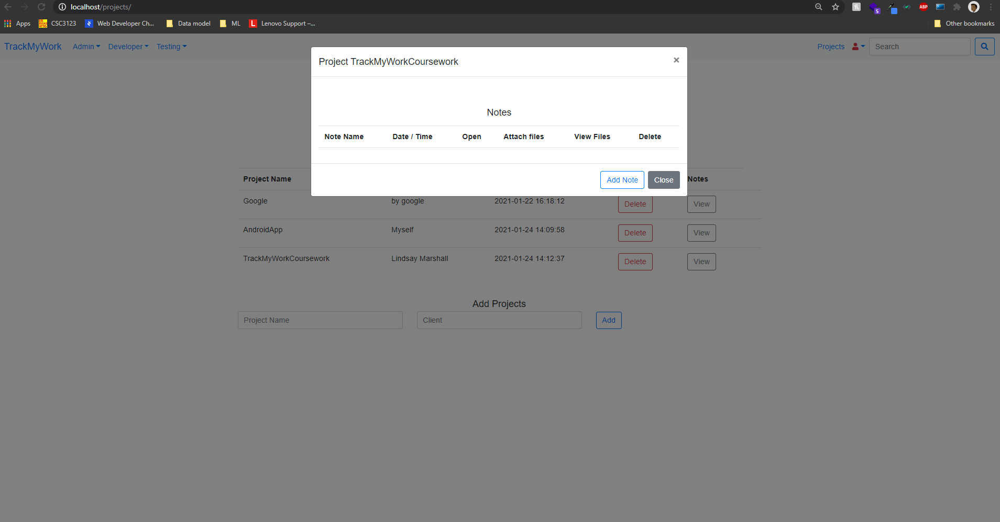 localhost/projects/
5
ABP
Apps CSC3123 Web Developer Ch... Data model ML L Lenovo Support –... Other bookmarks
TrackMyWork Admin Developer Testing Projects Search
Project TrackMyWorkCoursework ×
Notes
Note Name Date / Time Open Attach files View Files Delete
Add Note Close
Project Name Notes
Google by google 2021-01-22 16:18:12 Delete View
AndroidApp Myself 2021-01-24 14:09:58 Delete View
TrackMyWorkCoursework Lindsay Marshall 2021-01-24 14:12:37 Delete View
Add Projects
Project Name Client Add